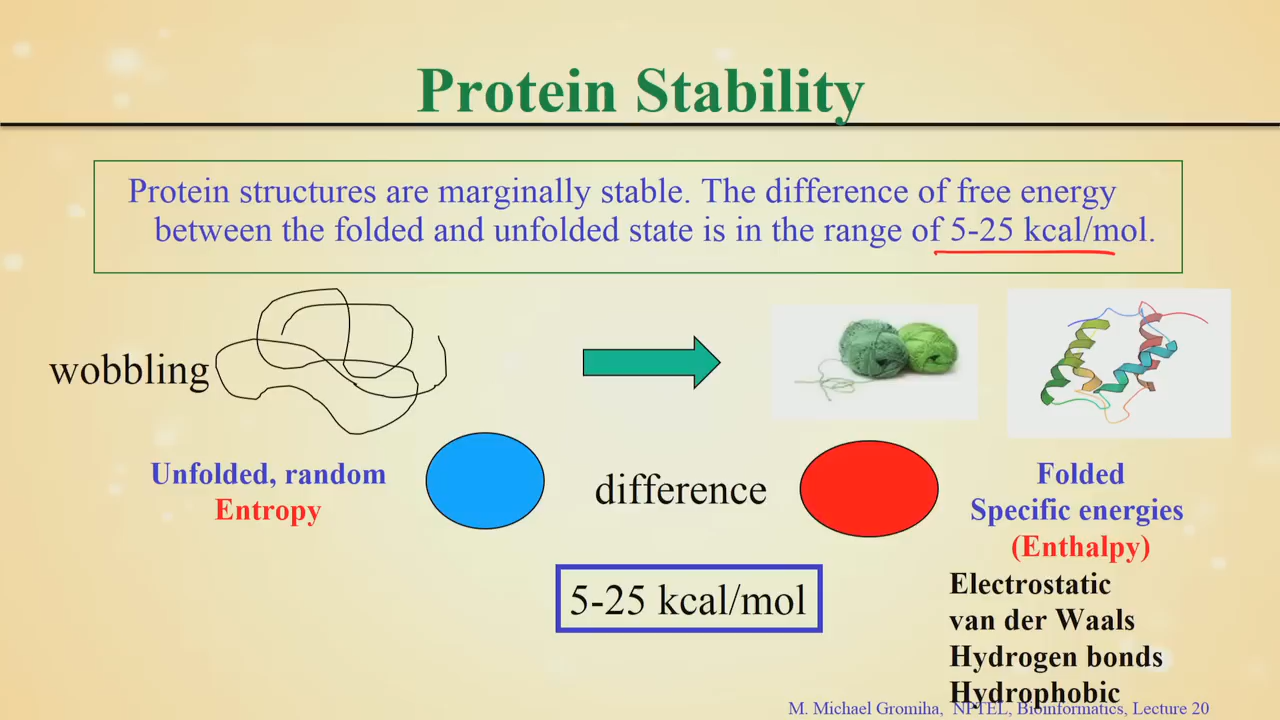 Protein Stability
Protein structures are marginally stable. The difference of free energy
between the folded and unfolded state is in the range of 5-25 kcal/mol.
wobbling
Unfolded, random
Entropy
difference
5-25 kcal/mol
Folded
Specific energies
(Enthalpy)
Electrostatic
van der Waals
Hydrogen bonds
Hydrophobic
M. Michael Gromiha, NPTEL, Bioinformatics, Lecture 20